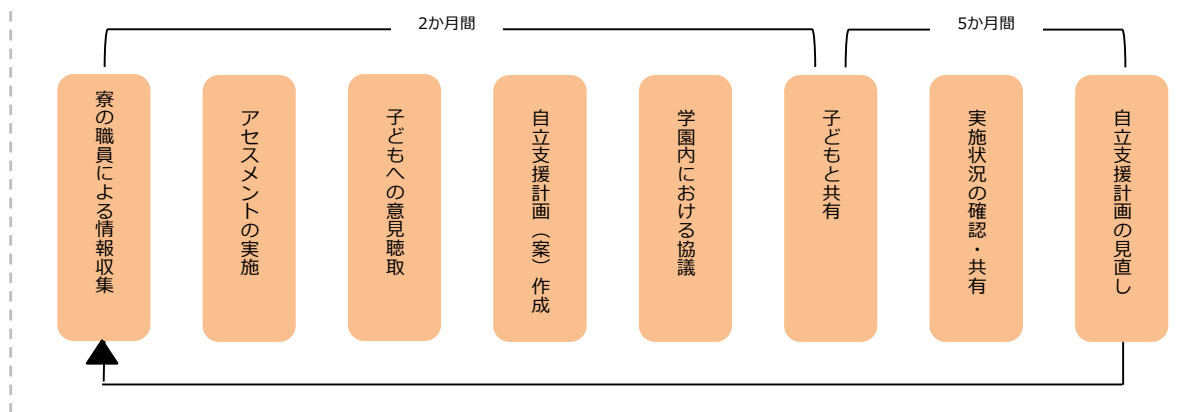 2か月間
5か月間
寮の職員による情報収集
アセスメントの実施
子どもへの意見聴取
自立支援計画（案）作成
学園内における協議
子どもと共有
実施状況の確認・共有
自立支援計画の見直し